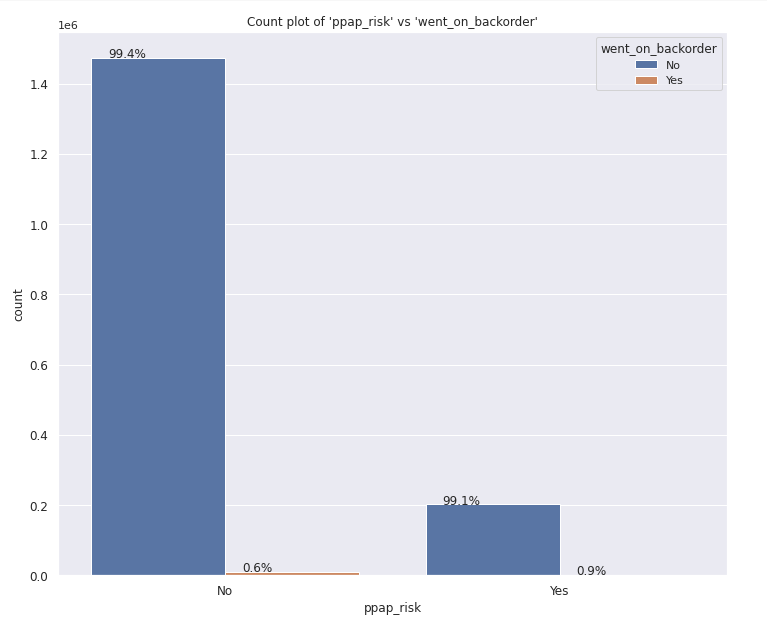 Count plot of 'ppap_risk' vs 'went_on_backorder'
1e6
went_on_backorder
No
Yes
99.4%
1.4
1.2
1.0
0.8
0.6
0.4
0.2
0.0
count
99.1%
0.6%
0.9%
No
Yes
ppap_risk